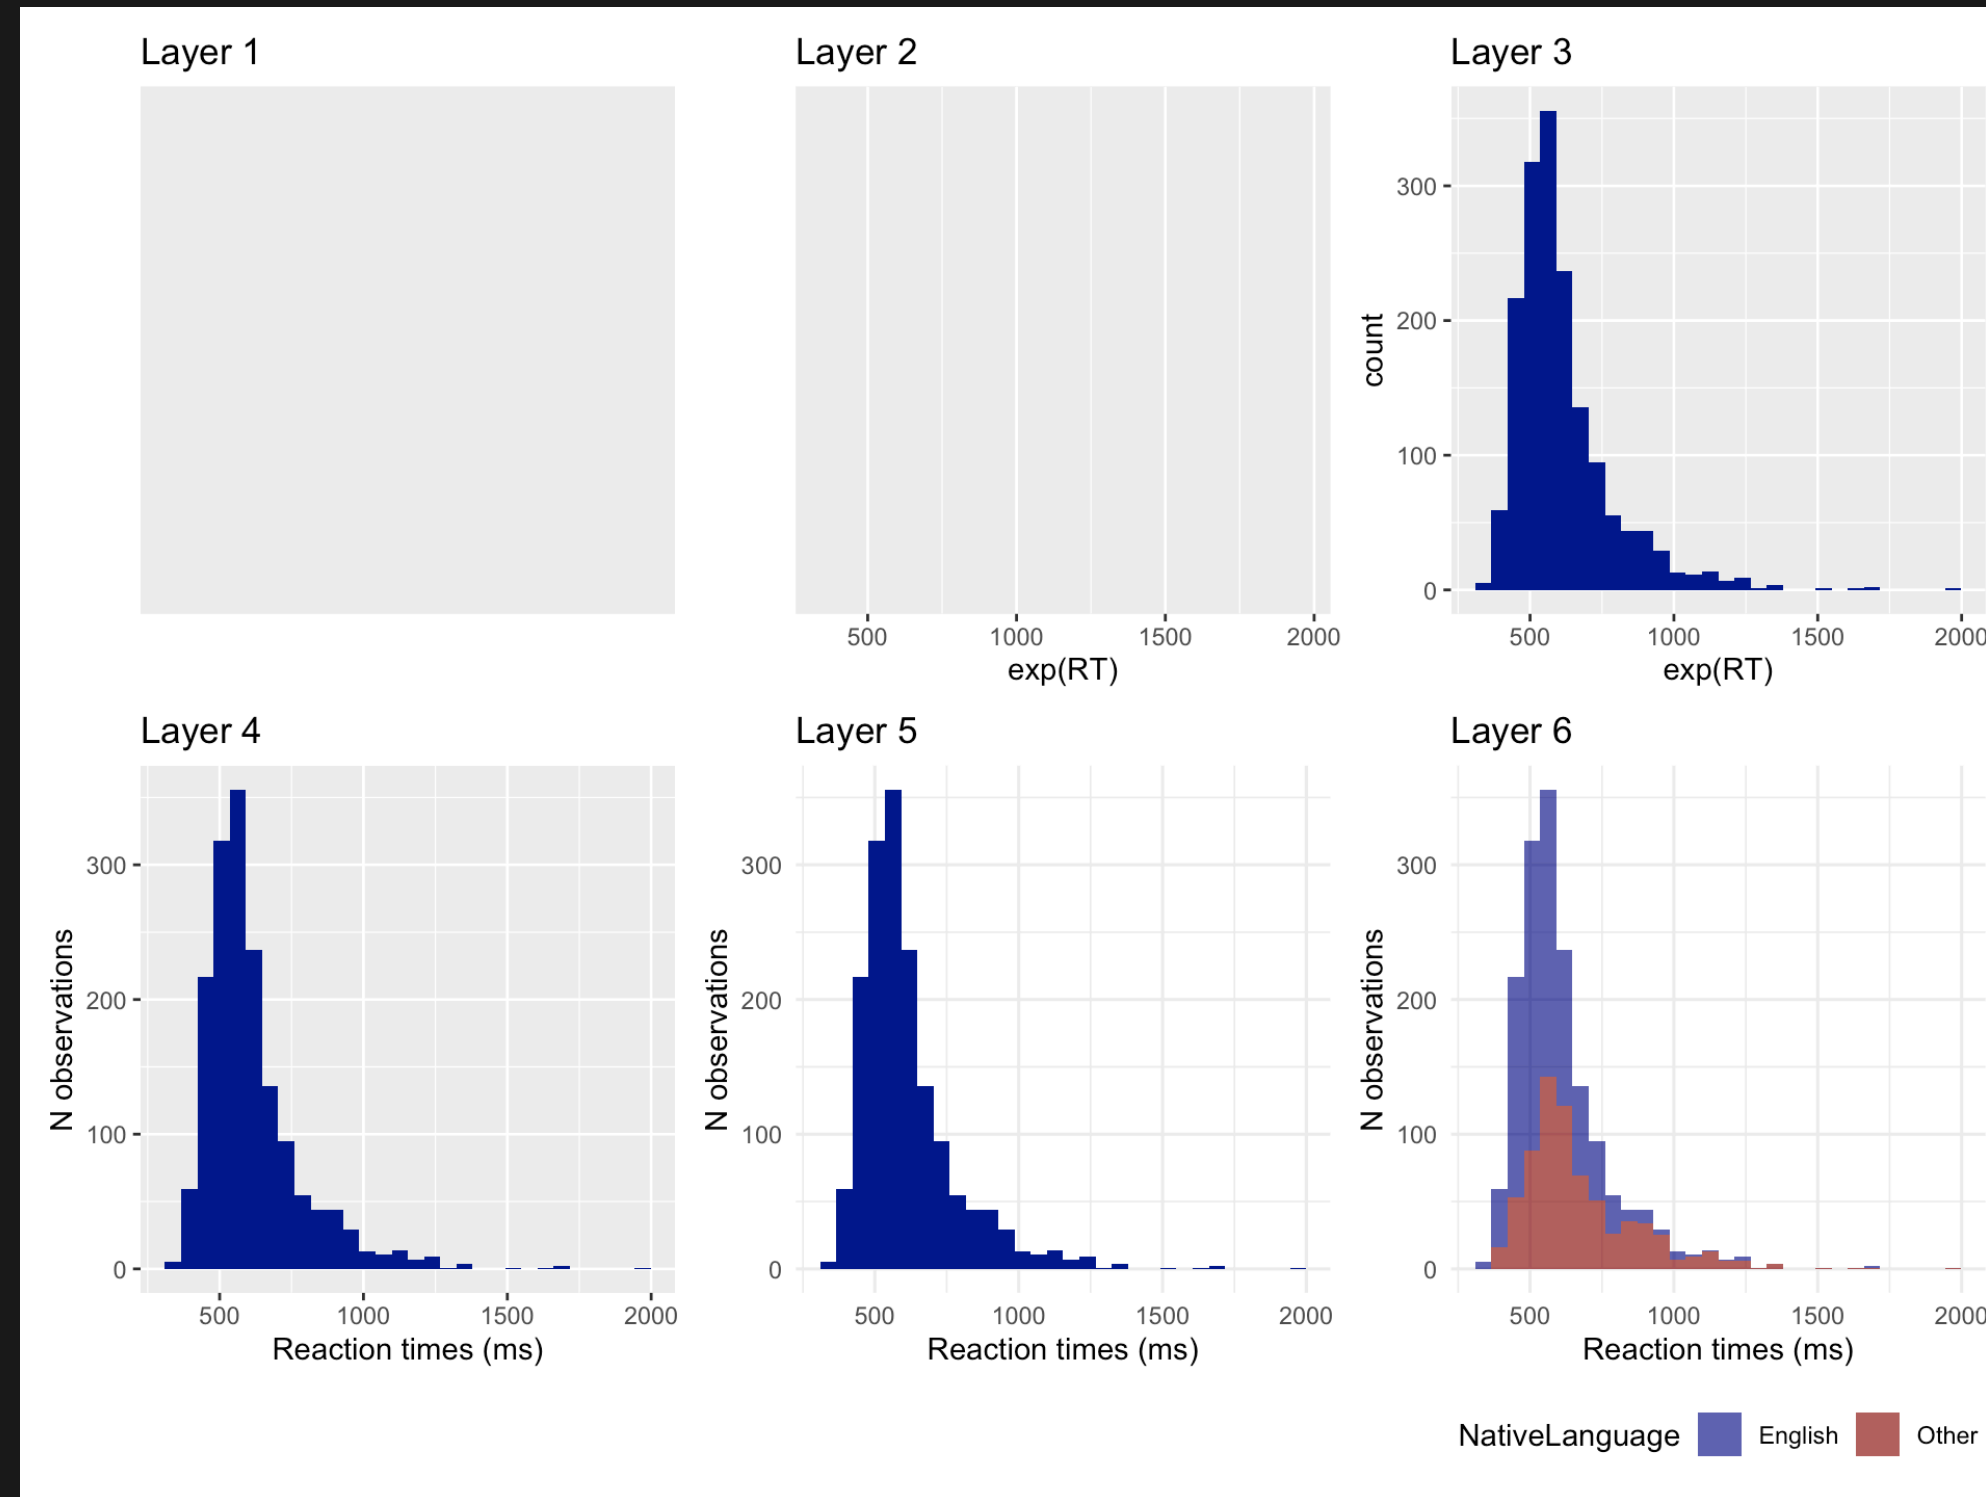 Layer 1
Layer 2
500 1000 1500 2000
exp(RT)
Layer 3
count
300
200
100
0
500 1000 1500 2000
exp(RT)
Layer 4
N observations
300
200
100
0
500 1000 1500 2000
Reaction times (ms)
Layer 5
N observations
300
200
100
0
500 1000 1500 2000
Reaction times (ms)
Layer 6
N observations
300
200
100
0
500 1000 1500 2000
Reaction times (ms)
NativeLanguage English Other